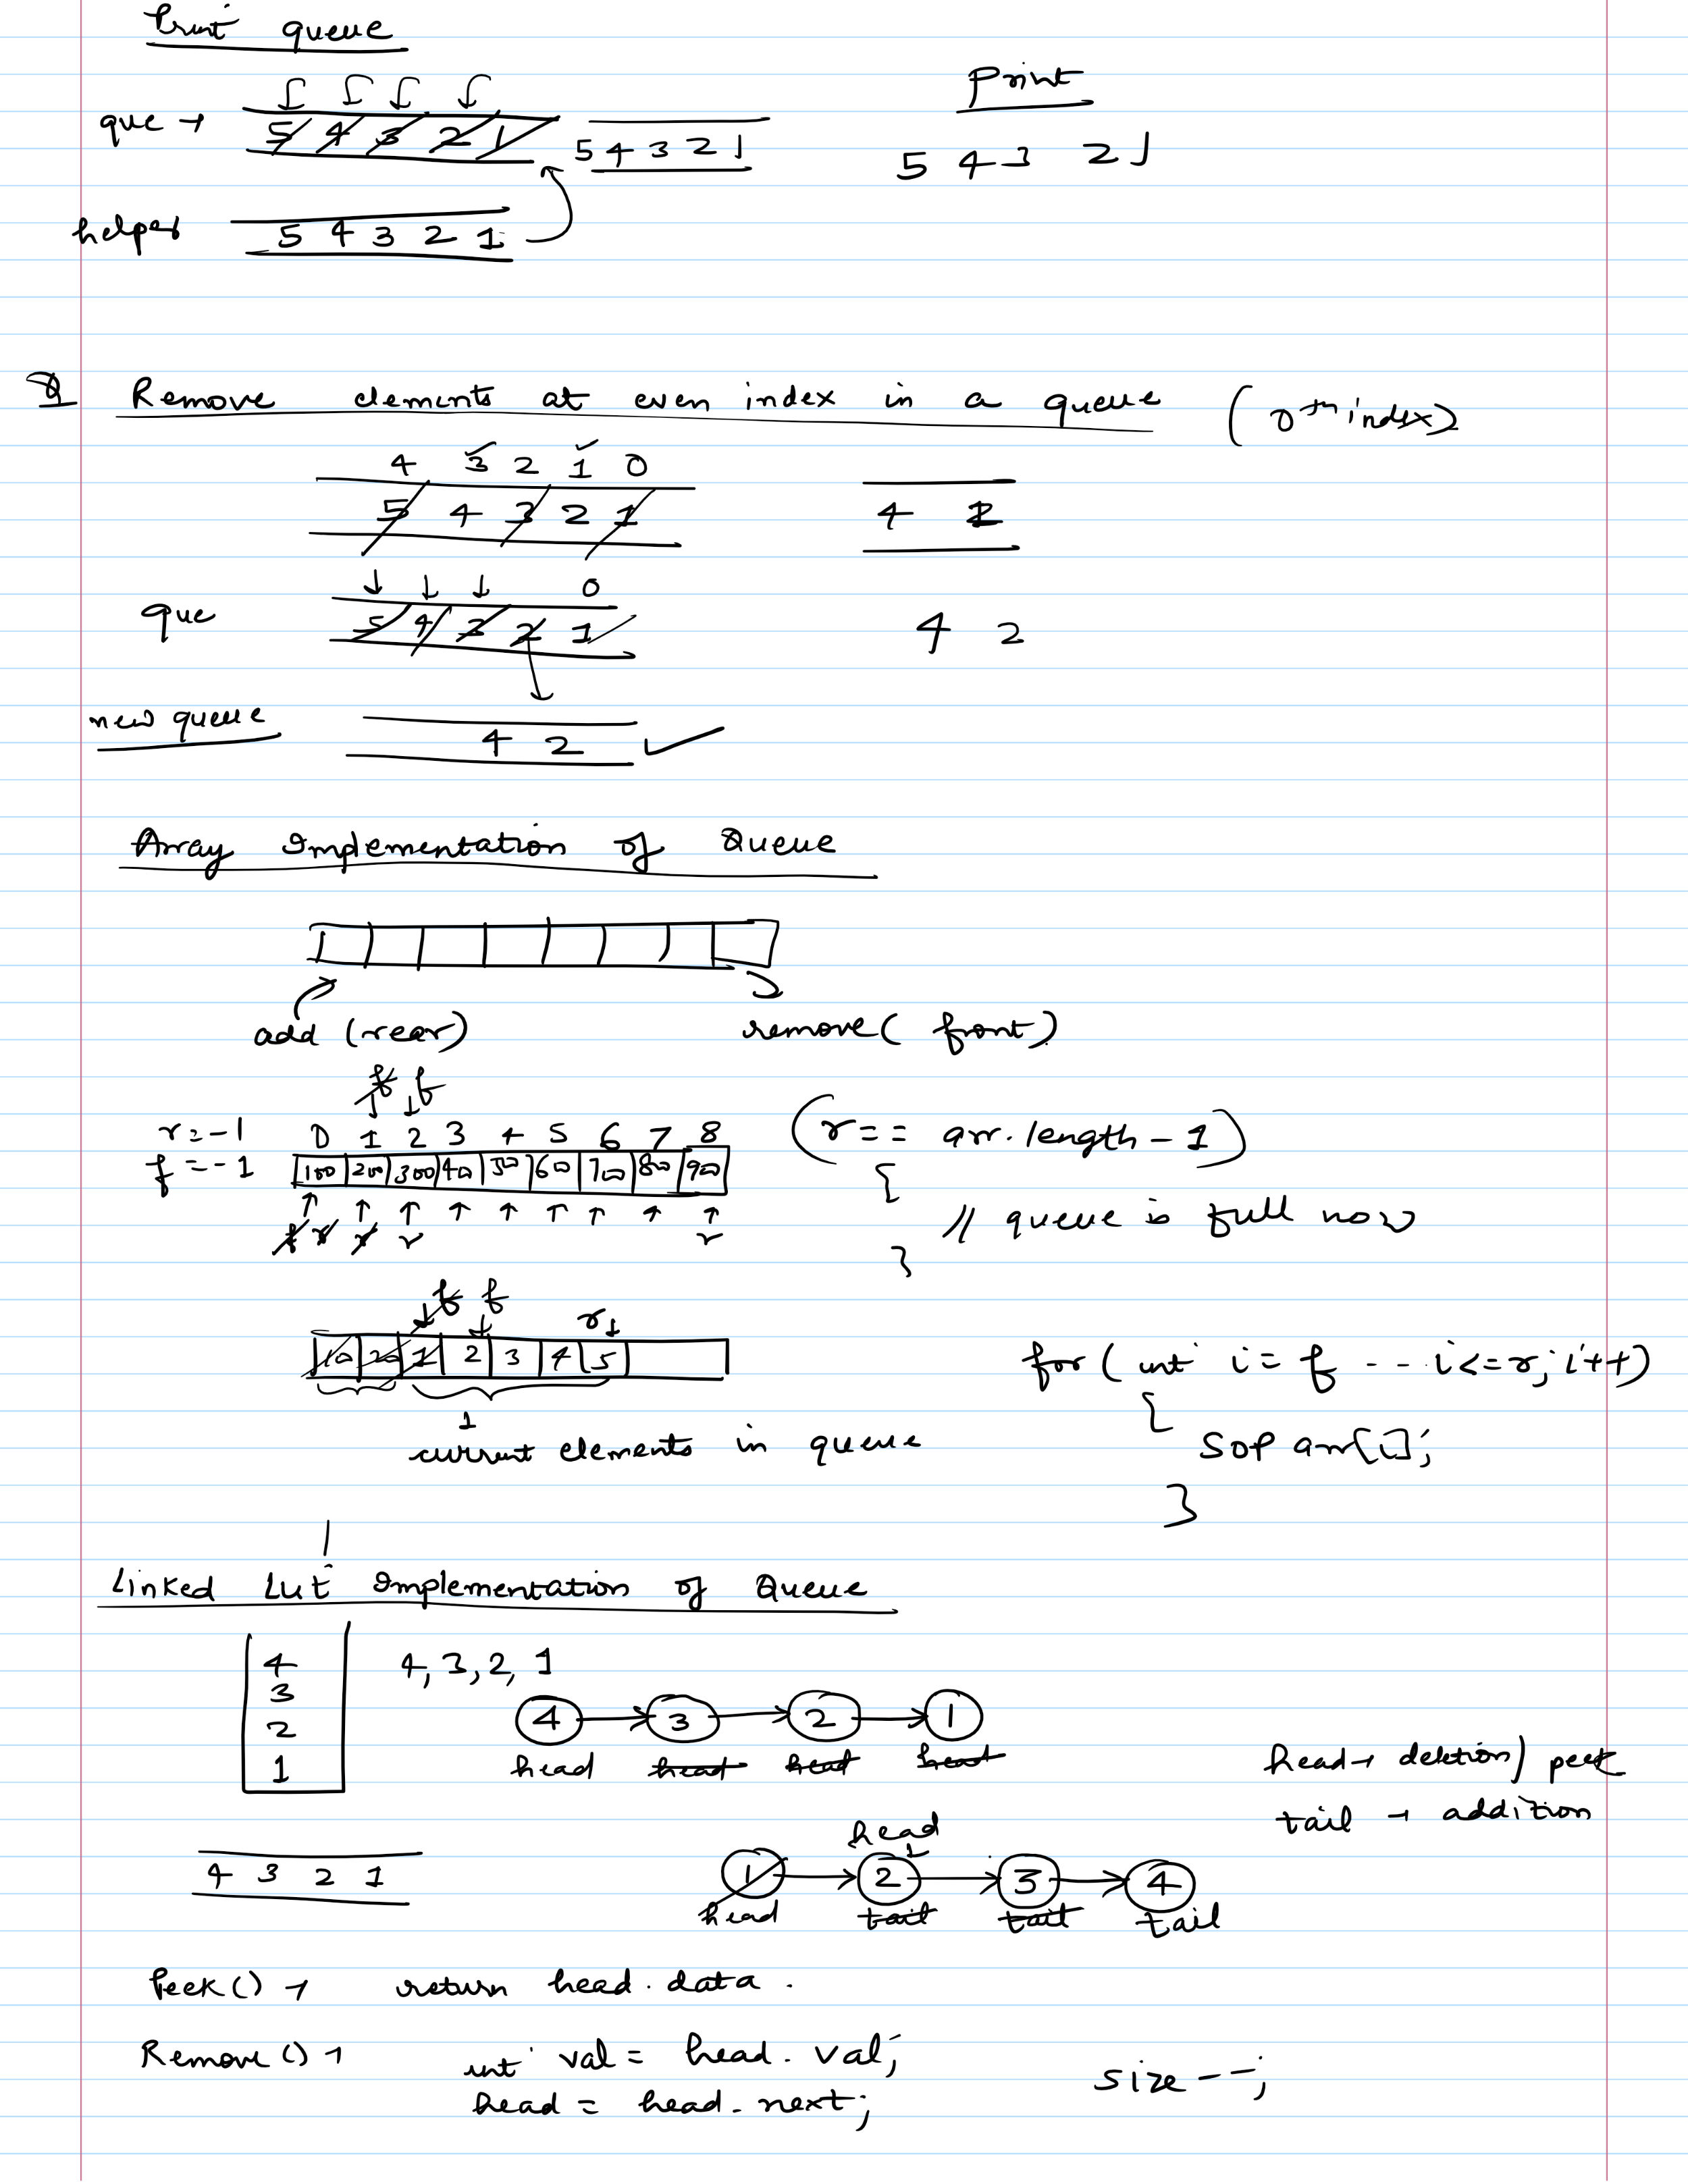 Print queue
Print
que → 5 4 3 2 1 5 4 3 2 1
5 4 3 2 1
helper 5 4 3 2 1
Q Remove elements at even index in a queue (0th index)
4 3 2 1 0
5 4 3 2 1 4 2
0
que 5 4 3 2 1 4 2
new queue 4 2 ✓
Array Implementation of Queue
add (rear) remove( front)
f f
r = -1 0 1 2 3 4 5 6 7 8 (r == arr.length - 1)
f = -1 100 200 300 40 50 60 70 80 90 {
f r r r r // queue is full now
}
f f r
10 20 1 2 3 4 5 for ( int i = f - - i <= r; i++)
{
1
current elements in queue SOP arr[i];
}
Linked List Implementation of Queue
4 4, 3, 2, 1
3
2 4 → 3 → 2 → 1
1 head head head head
head → deletion / peek
tail → addition
head
4 3 2 1 1 → 2 → 3 → 4
head tail tail tail
Peek() → return head.data.
Remove() → int val = head.val;
head = head.next; size--;